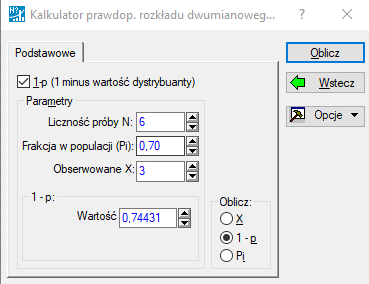 Kalkulator prawdop. rozkładu dwumianoweg...
Podstawowe
Oblicz
1-p (1 minus wartość dystrybuanty)
Wstecz
Parametry
Liczność próby N: 6
Opcje
Frakcja w populacji (Pi): 0,70
Obserwowane X: 3
1 - p:
Wartość 0,74431
Oblicz:
X
1 - p
Pi